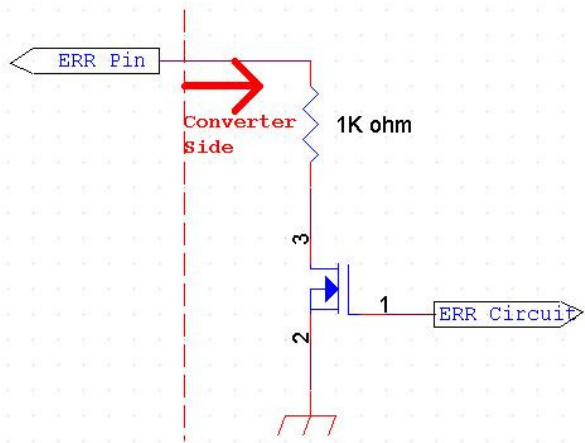 ERR Pin
Converter
Side
1K ohm
3
1
ERR Circuit
2